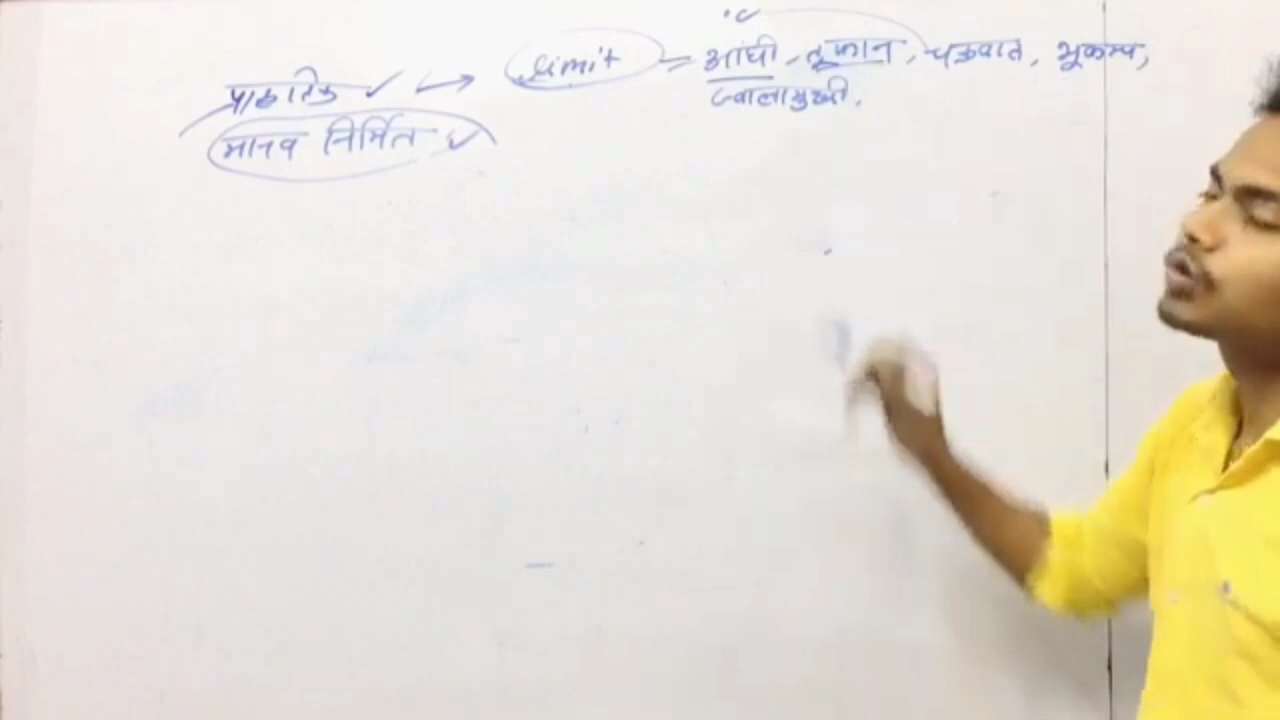 प्राकृतिक → limit = आंधी, तूफान, चक्रवात, भूकम्प,
ज्वालामुखी.
मानव निर्मित